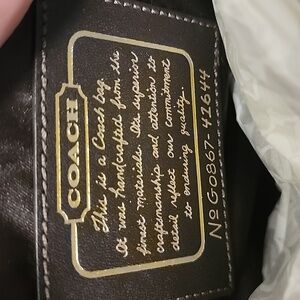 COACH
This is a Coach bag.
It was handcrafted from the
finest materials. Its superior
craftsmanship and attention to
detail reflect our commitment
to enduring quality.
No G0867-42644